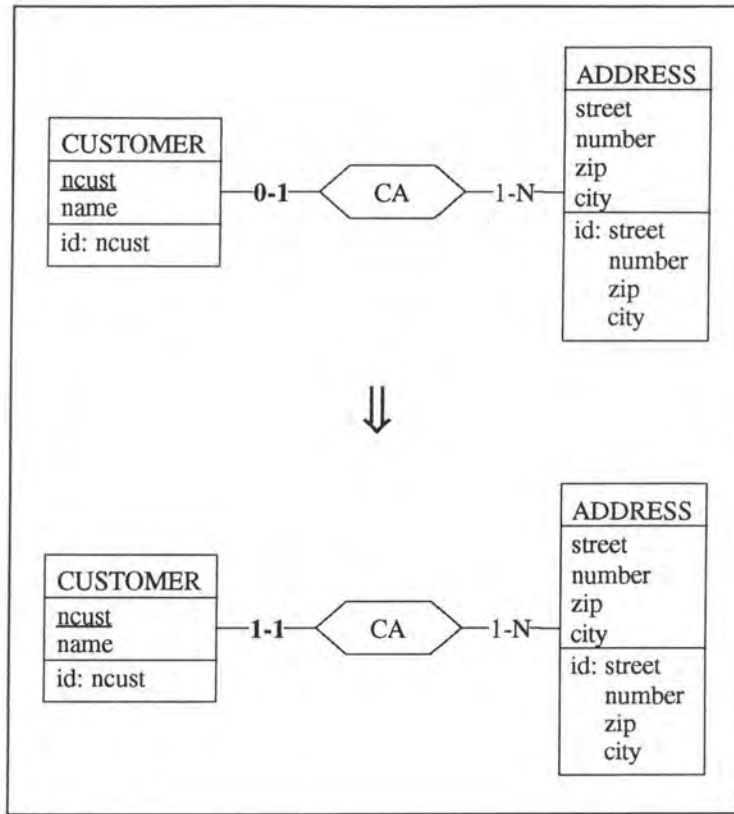 ADDRESS
street
number
zip
city
id: street
number
zip
city
CUSTOMER
ncust
name
id: ncust
0-1
CA
1-N
⇓
ADDRESS
street
number
zip
city
id: street
number
zip
city
CUSTOMER
ncust
name
id: ncust
1-1
CA
1-N